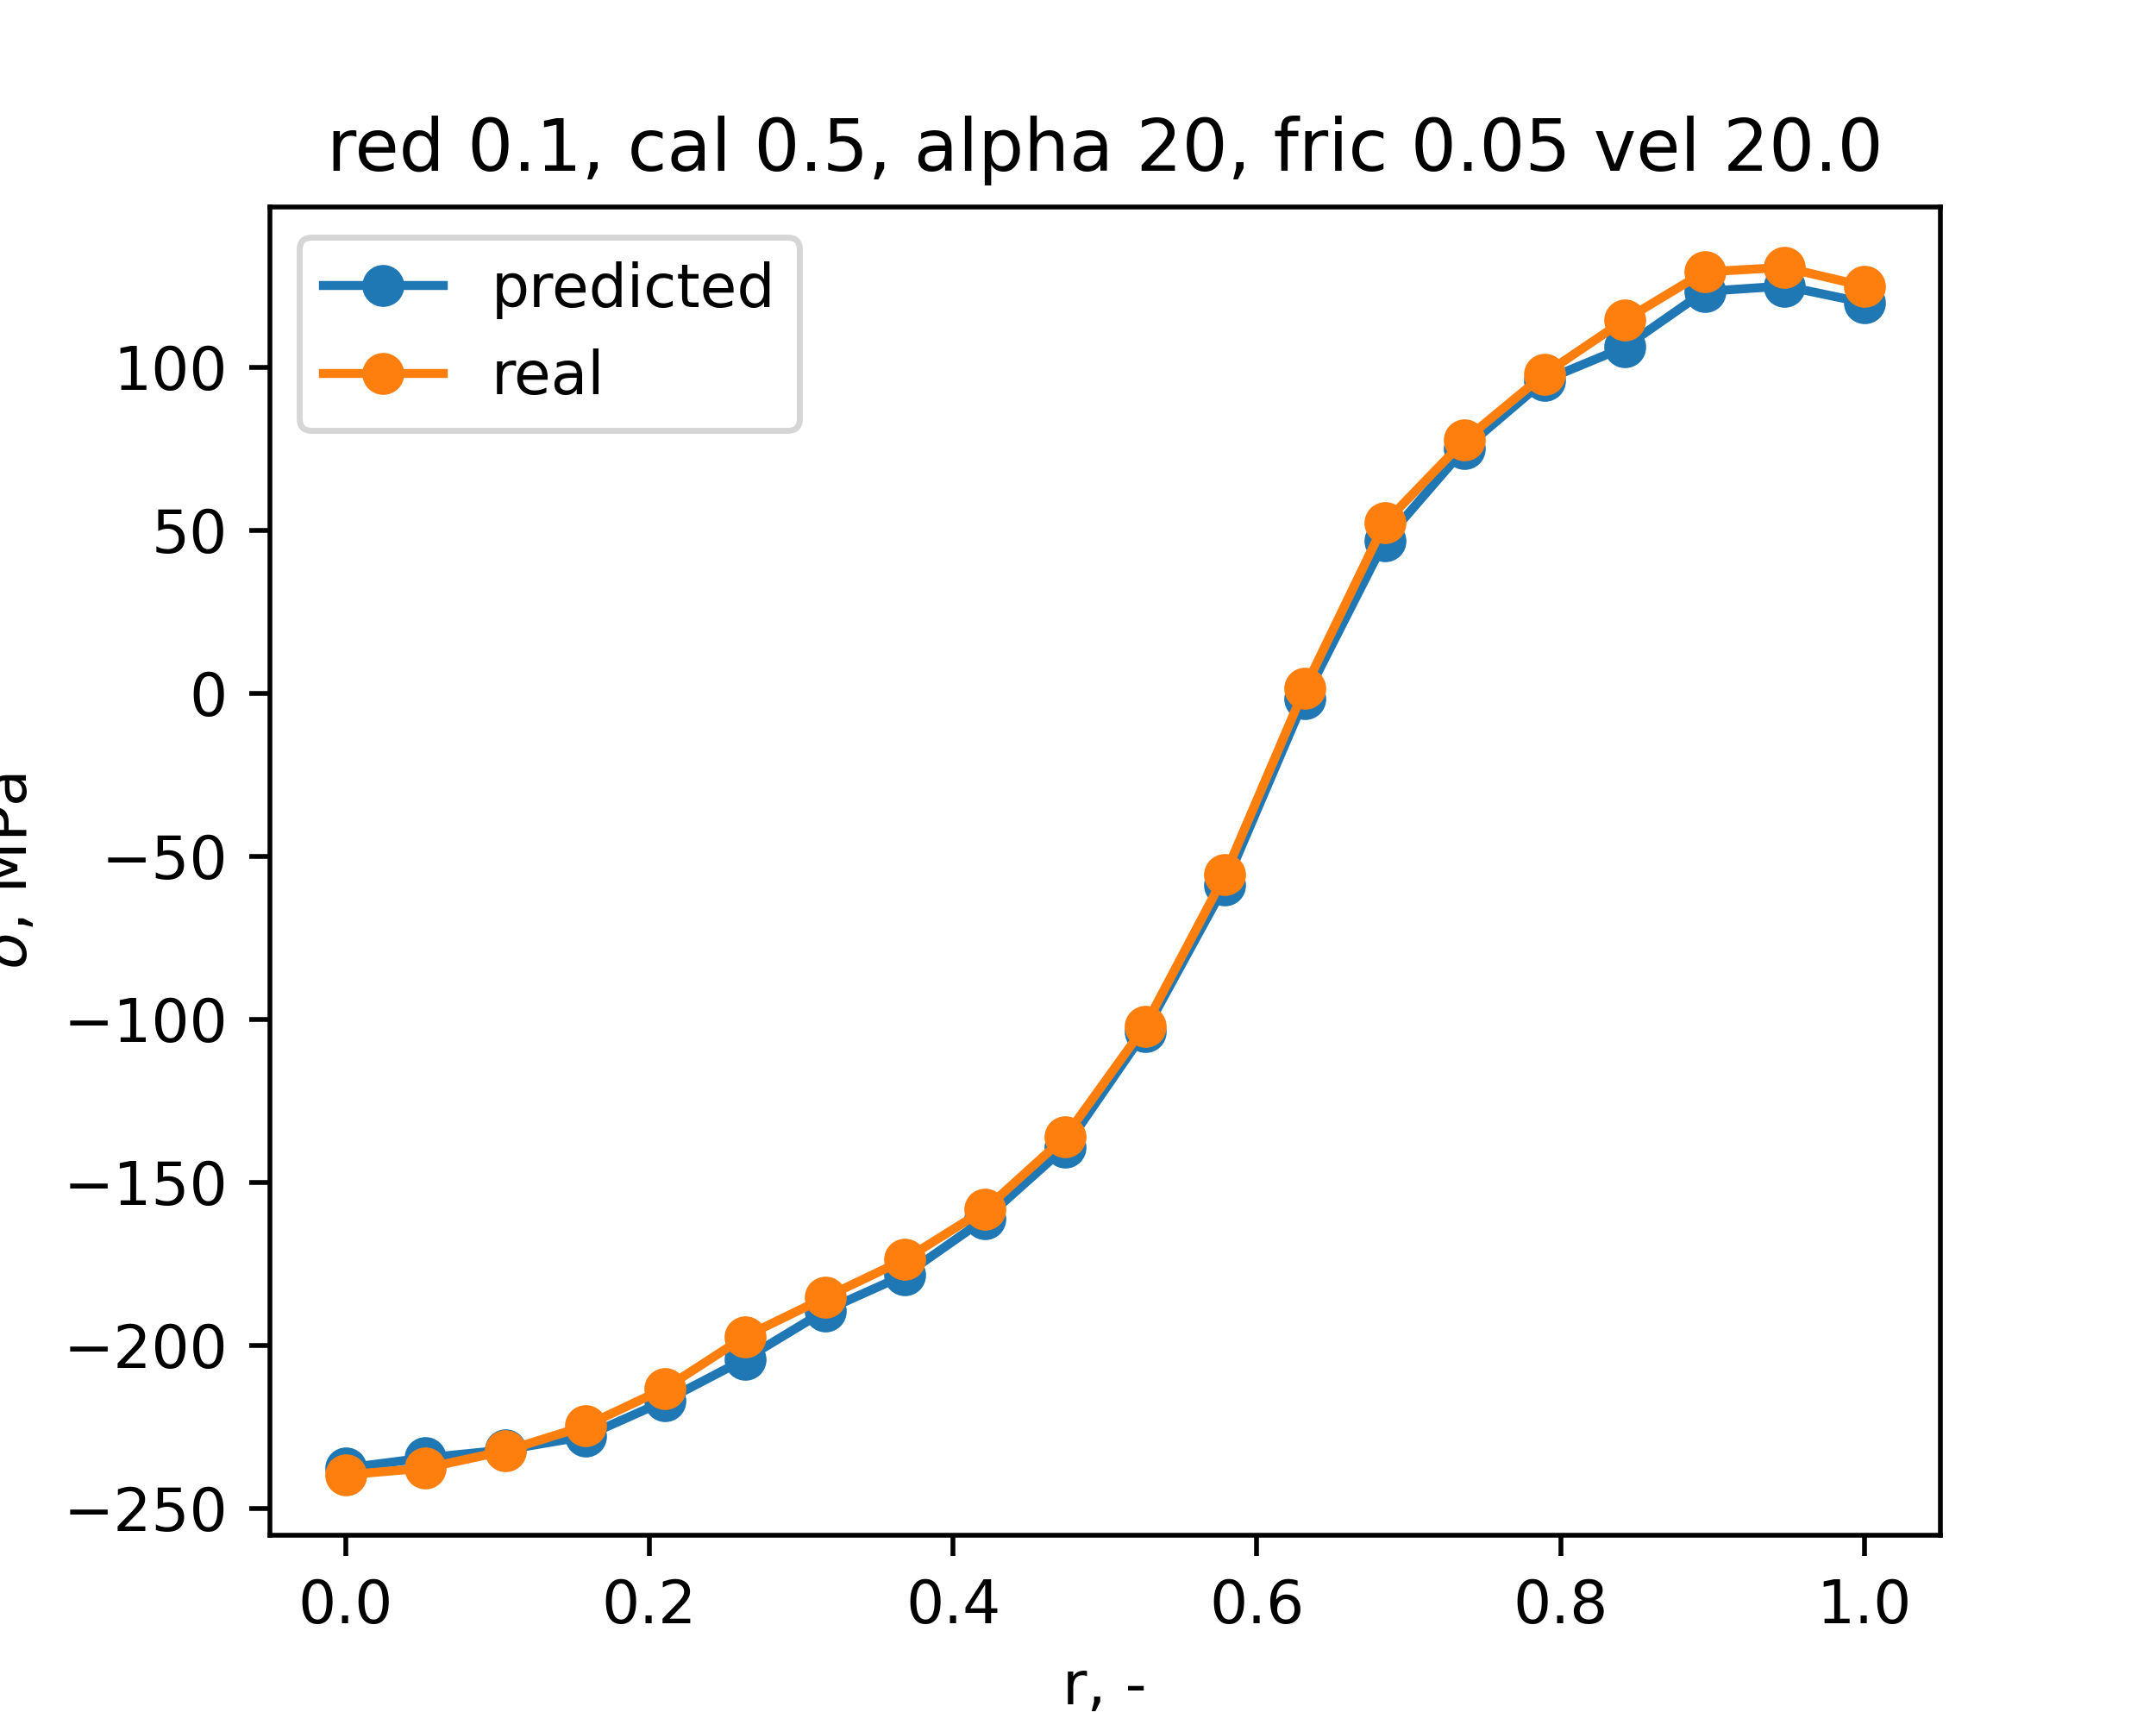 red 0.1, cal 0.5, alpha 20, fric 0.05 vel 20.0
predicted
real
100
50
0
−50
−100
−150
−200
−250
σ, MPa
0.0 0.2 0.4 0.6 0.8 1.0
r, -